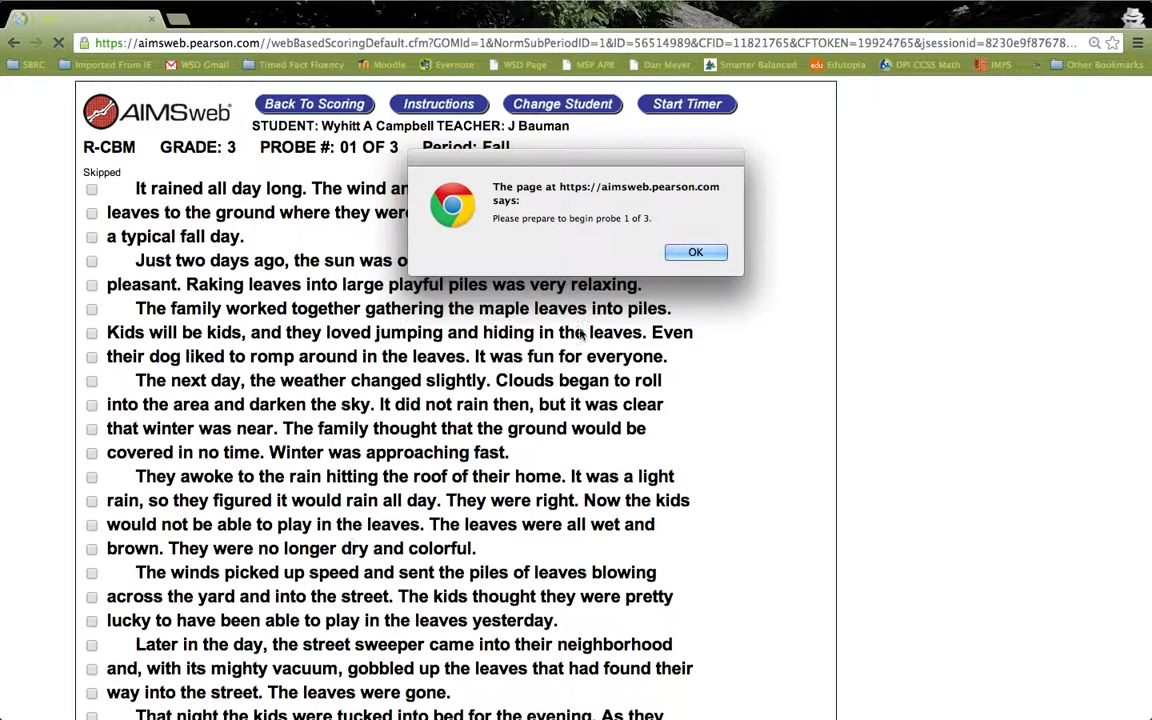 https://aimsweb.pearson.com//webBasedScoringDefault.cfm?GOMId=1&NormSubPeriodID=1&ID=56514989&CFID=11821765&CFTOKEN=19924765&jsessionid=8230e9f87678...
SBRC Imported From IE WSD Gmail Timed Fact Fluency Moodle Evernote WSD Page MSP APR Dan Meyer Smarter Balanced Edutopia DPI CCSS Math IMPS » Other Bookmarks
AIMSweb® Back To Scoring Instructions Change Student Start Timer
STUDENT: Wyhitt A Campbell TEACHER: J Bauman
R-CBM GRADE: 3 PROBE #: 01 OF 3 Period: Fall
The page at https://aimsweb.pearson.com
says:
Please prepare to begin probe 1 of 3.
OK
Skipped
It rained all day long. The wind
leaves to the ground where they were
a typical fall day.
Just two days ago, the sun was
pleasant. Raking leaves into large playful piles was very relaxing.
The family worked together gathering the maple leaves into piles.
Kids will be kids, and they loved jumping and hiding in the leaves. Even
their dog liked to romp around in the leaves. It was fun for everyone.
The next day, the weather changed slightly. Clouds began to roll
into the area and darken the sky. It did not rain then, but it was clear
that winter was near. The family thought that the ground would be
covered in no time. Winter was approaching fast.
They awoke to the rain hitting the roof of their home. It was a light
rain, so they figured it would rain all day. They were right. Now the kids
would not be able to play in the leaves. The leaves were all wet and
brown. They were no longer dry and colorful.
The winds picked up speed and sent the piles of leaves blowing
across the yard and into the street. The kids thought they were pretty
lucky to have been able to play in the leaves yesterday.
Later in the day, the street sweeper came into their neighborhood
and, with its mighty vacuum, gobbled up the leaves that had found their
way into the street. The leaves were gone.
That night the kids were tucked into bed for the evening. As they